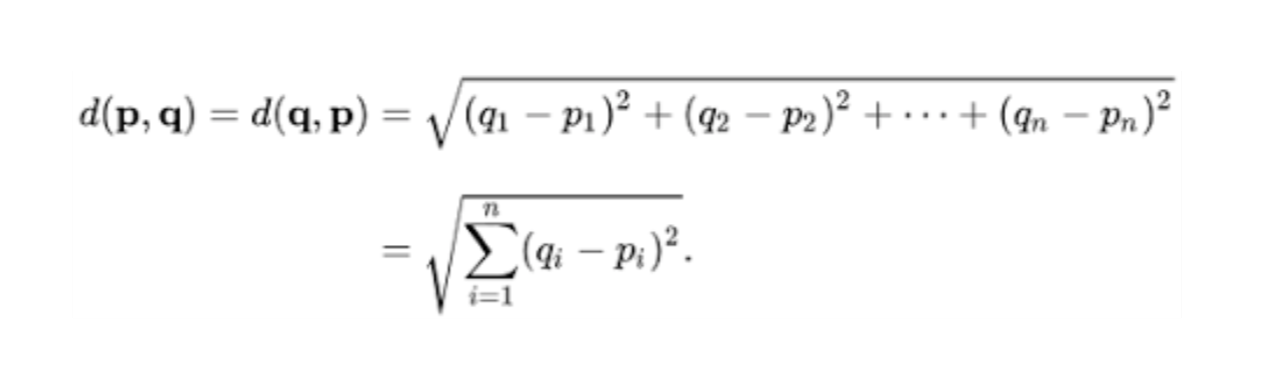 d(𝐩, 𝐪) = d(𝐪, 𝐩) = √((q₁ − p₁)² + (q₂ − p₂)² + ⋯ + (qₙ − pₙ)²)
= √(∑ᵢ₌₁ⁿ (qᵢ − pᵢ)²).